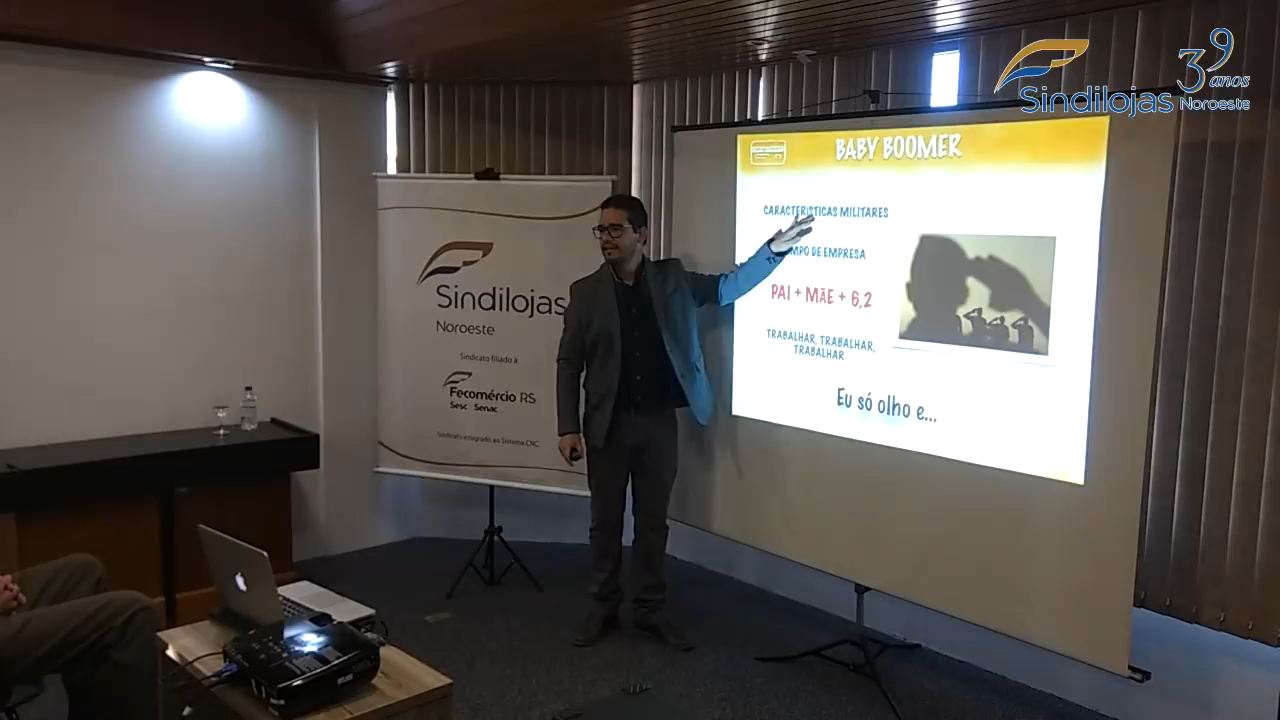 39 anos
Sindilojas Noroeste
BABY BOOMER
CARACTERÍSTICAS MILITARES
MPO DE EMPRESA
PAI + MÃE + 6,2
TRABALHAR, TRABALHAR,
TRABALHAR
Eu só olho e...
Sindilojas
Noroeste
Sindicato filiado à
Fecomércio RS
Sesc Senac
Sindicato integrado ao Sistema CNC